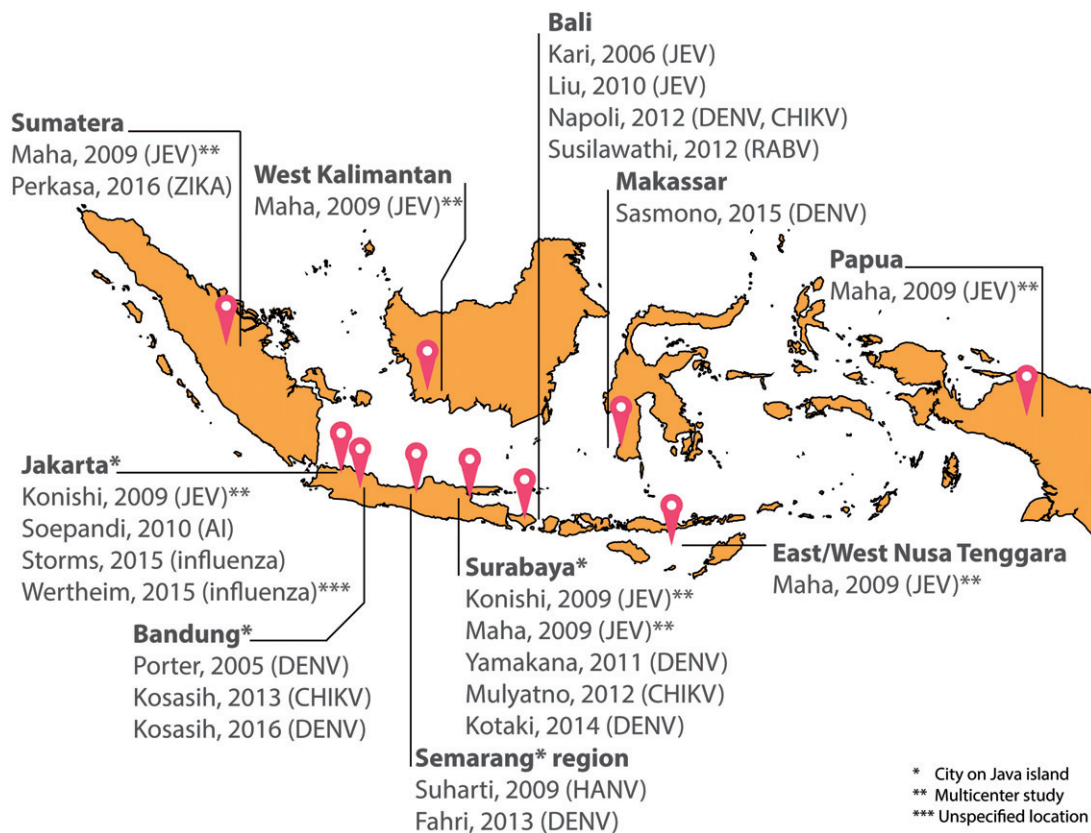 Bali
Kari, 2006 (JEV)
Liu, 2010 (JEV)
Napoli, 2012 (DENV, CHIKV)
Susilawathi, 2012 (RABV)
Sumatera
Maha, 2009 (JEV)**
Perkasa, 2016 (ZIKA)
West Kalimantan
Maha, 2009 (JEV)**
Makassar
Sasmono, 2015 (DENV)
Papua
Maha, 2009 (JEV)**
Jakarta*
Konishi, 2009 (JEV)**
Soepandi, 2010 (AI)
Storms, 2015 (influenza)
Wertheim, 2015 (influenza)***
Bandung*
Porter, 2005 (DENV)
Kosasih, 2013 (CHIKV)
Kosasih, 2016 (DENV)
Surabaya*
Konishi, 2009 (JEV)**
Maha, 2009 (JEV)**
Yamakana, 2011 (DENV)
Mulyatno, 2012 (CHIKV)
Kotaki, 2014 (DENV)
East/West Nusa Tenggara
Maha, 2009 (JEV)**
Semarang* region
Suharti, 2009 (HANV)
Fahri, 2013 (DENV)
* City on Java island
** Multicenter study
*** Unspecified location